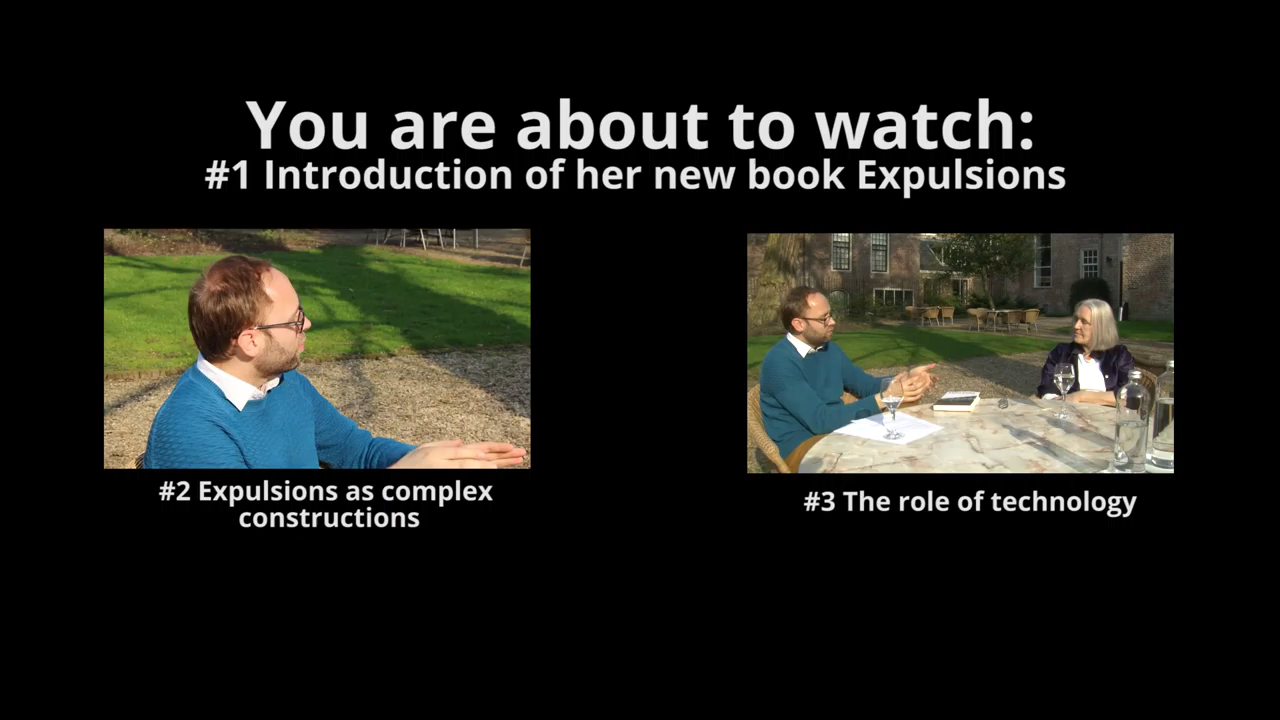 You are about to watch:
#1 Introduction of her new book Expulsions
#2 Expulsions as complex
constructions
#3 The role of technology